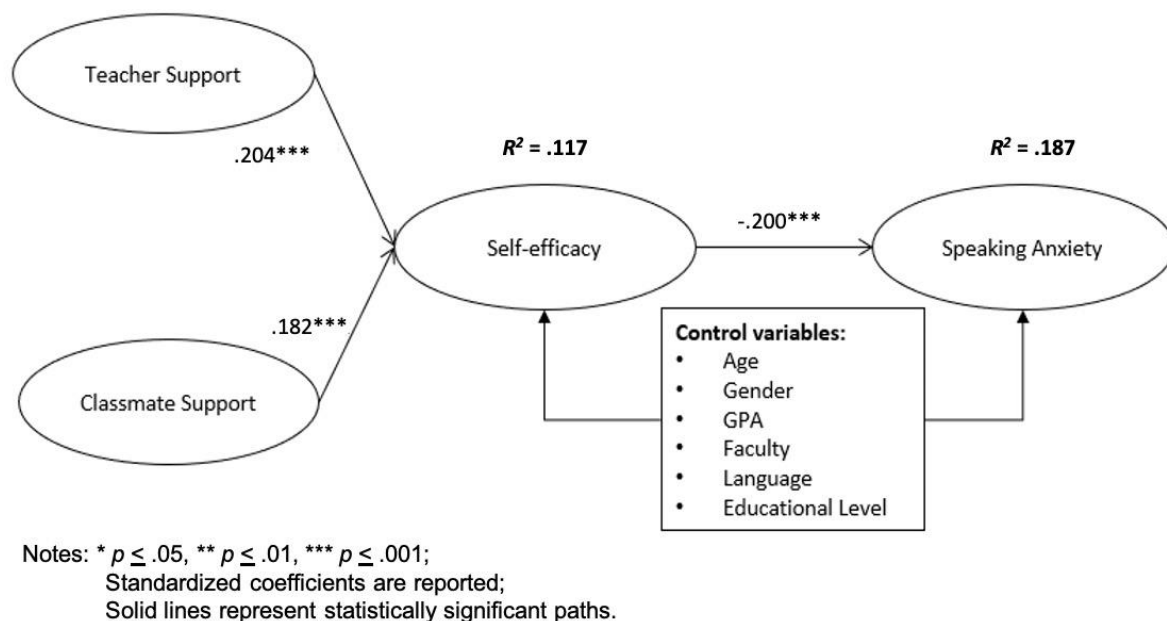 Teacher Support
.204***
R² = .117
R² = .187
-.200***
Self-efficacy
Speaking Anxiety
.182***
Classmate Support
Control variables:
• Age
• Gender
• GPA
• Faculty
• Language
• Educational Level
Notes: * p ≤ .05, ** p ≤ .01, *** p ≤ .001;
Standardized coefficients are reported;
Solid lines represent statistically significant paths.